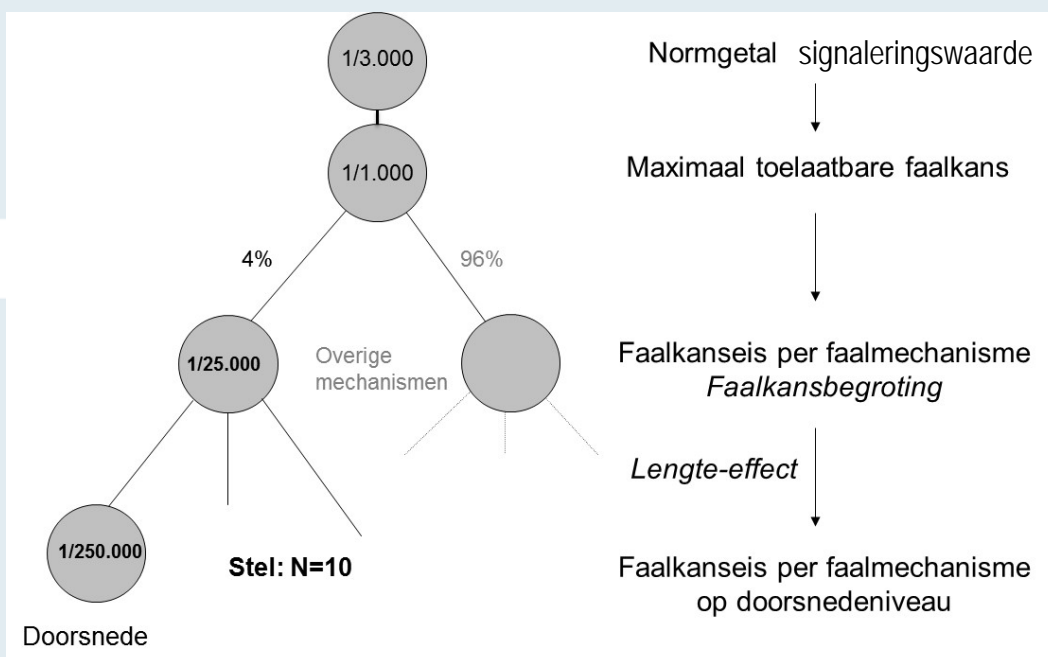 1/3.000
Normgetal signaleringswaarde
1/1.000
Maximaal toelaatbare faalkans
4%
96%
1/25.000
Overige
mechanismen
Faalkanseis per faalmechanisme
Faalkansbegroting
Lengte-effect
1/250.000
Stel: N=10
Faalkanseis per faalmechanisme
op doorsnedeniveau
Doorsnede